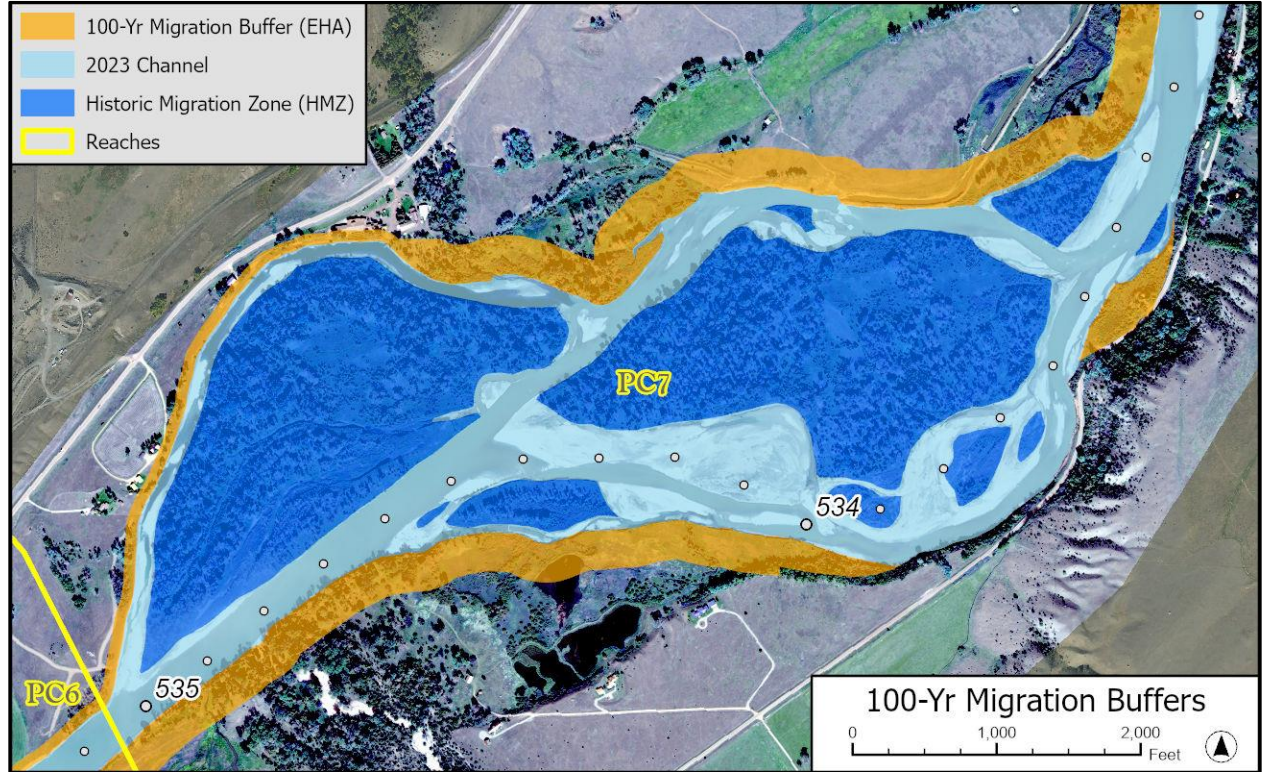 100-Yr Migration Buffer (EHA)
2023 Channel
Historic Migration Zone (HMZ)
Reaches
PC7
534
535
PC6
100-Yr Migration Buffers
0 1,000 2,000
Feet